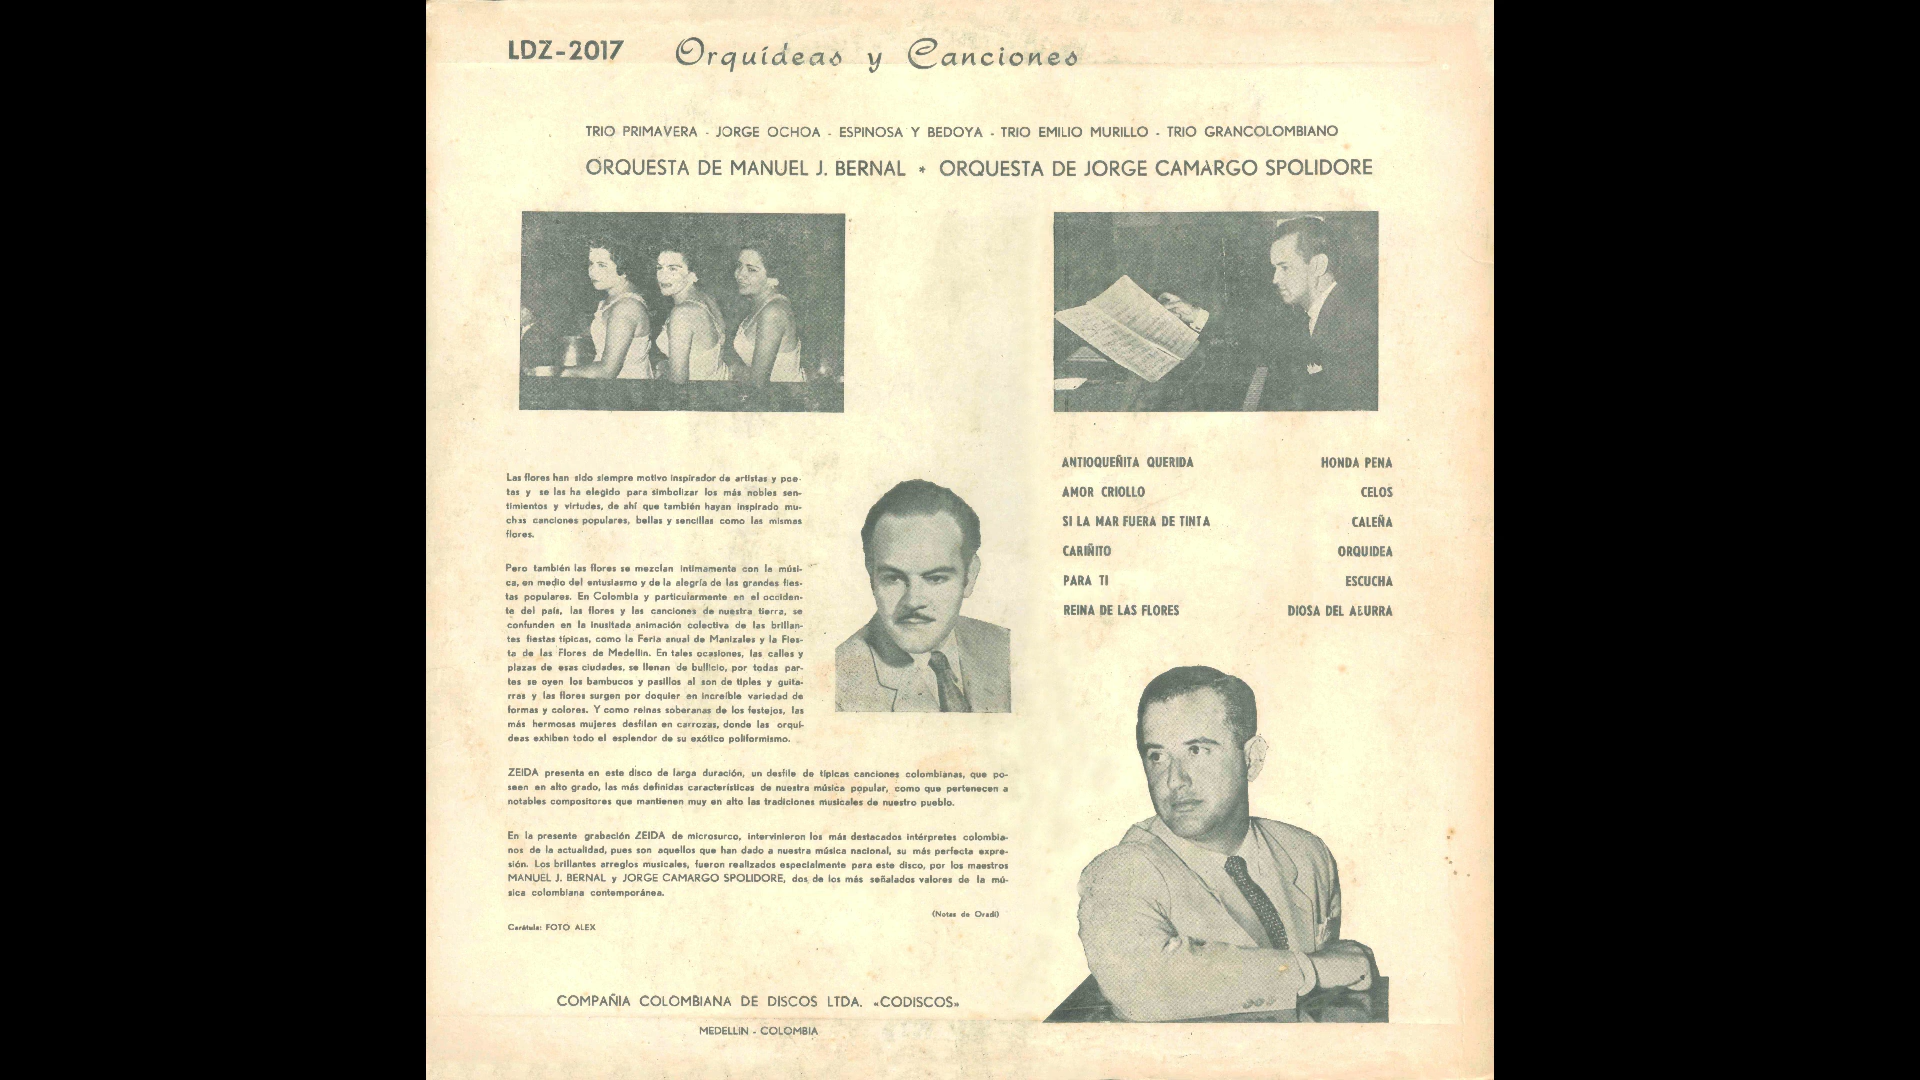 LDZ-2017 Orquídeas y Canciones
TRIO PRIMAVERA - JORGE OCHOA - ESPINOSA Y BEDOYA - TRIO EMILIO MURILLO - TRIO GRANCOLOMBIANO
ORQUESTA DE MANUEL J. BERNAL * ORQUESTA DE JORGE CAMARGO SPOLIDORE
Las flores han sido siempre motivo inspirador de artistas y poe-
tas y se las ha elegido para simbolizar los más nobles sen-
timientos y virtudes, de ahí que también hayan inspirado mu-
chas canciones populares, bellas y sencillas como las mismas
flores.
Pero también las flores se mezclan intimamente con la músi-
ca, en medio del entusiasmo y de la alegría de las grandes fies-
tas populares. En Colombia y particularmente en el occiden-
te del país, las flores y las canciones de nuestra tierra, se
confunden en la inusitada animación colectiva de las brillan-
tes fiestas típicas, como la Feria anual de Manizales y la Fies-
ta de las Flores de Medellín. En tales ocasiones, las calles y
plazas de esas ciudades, se llenan de bullicio, por todas par-
tes se oyen los bambucos y pasillos al son de tiples y guita-
rras y las flores surgen por doquier en increíble variedad de
formas y colores. Y como reinas soberanas de los festejos, las
más hermosas mujeres desfilan en carrozas, donde las orquí-
deas exhiben todo el esplendor de su exótico poliformismo.
ZEIDA presenta en este disco de larga duración, un desfile de típicas canciones colombianas, que po-
seen en alto grado, las más definidas características de nuestra música popular, como que pertenecen a
notables compositores que mantienen muy en alto las tradiciones musicales de nuestro pueblo.
En la presente grabación ZEIDA de microsurco, intervinieron los más destacados intérpretes colombia-
nos de la actualidad, pues son aquellos que han dado a nuestra música nacional, su más perfecta expre-
sión. Los brillantes arreglos musicales, fueron realizados especialmente para este disco, por los maestros
MANUEL J. BERNAL y JORGE CAMARGO SPOLIDORE, dos de los más señalados valores de la mú-
sica colombiana contemporánea.
(Notas de Oradi)
Carátula: FOTO ALEX
ANTIOQUEÑITA QUERIDA HONDA PENA
AMOR CRIOLLO CELOS
SI LA MAR FUERA DE TINTA CALEÑA
CARIÑITO ORQUIDEA
PARA TI ESCUCHA
REINA DE LAS FLORES DIOSA DEL ABURRA
COMPAÑIA COLOMBIANA DE DISCOS LTDA. «CODISCOS»
MEDELLIN - COLOMBIA